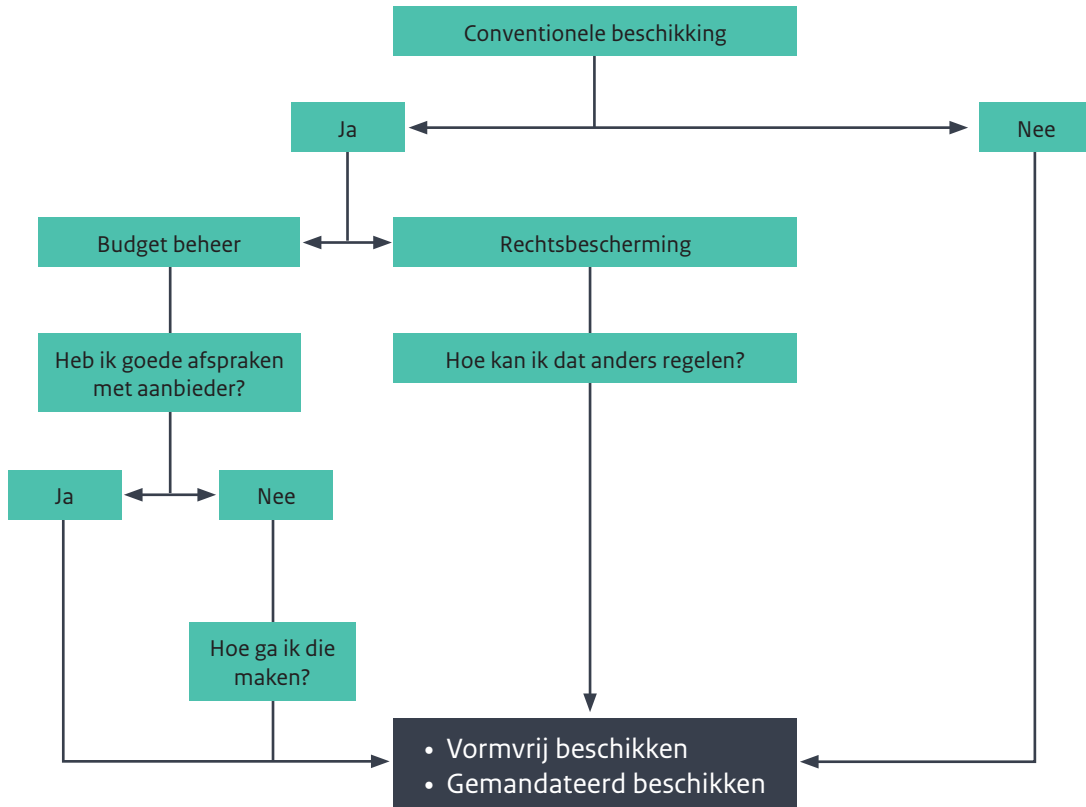 Conventionele beschikking
Ja
Nee
Budget beheer
Rechtsbescherming
Heb ik goede afspraken
met aanbieder?
Hoe kan ik dat anders regelen?
Ja
Nee
Hoe ga ik die
maken?
• Vormvrij beschikken
• Gemandateerd beschikken